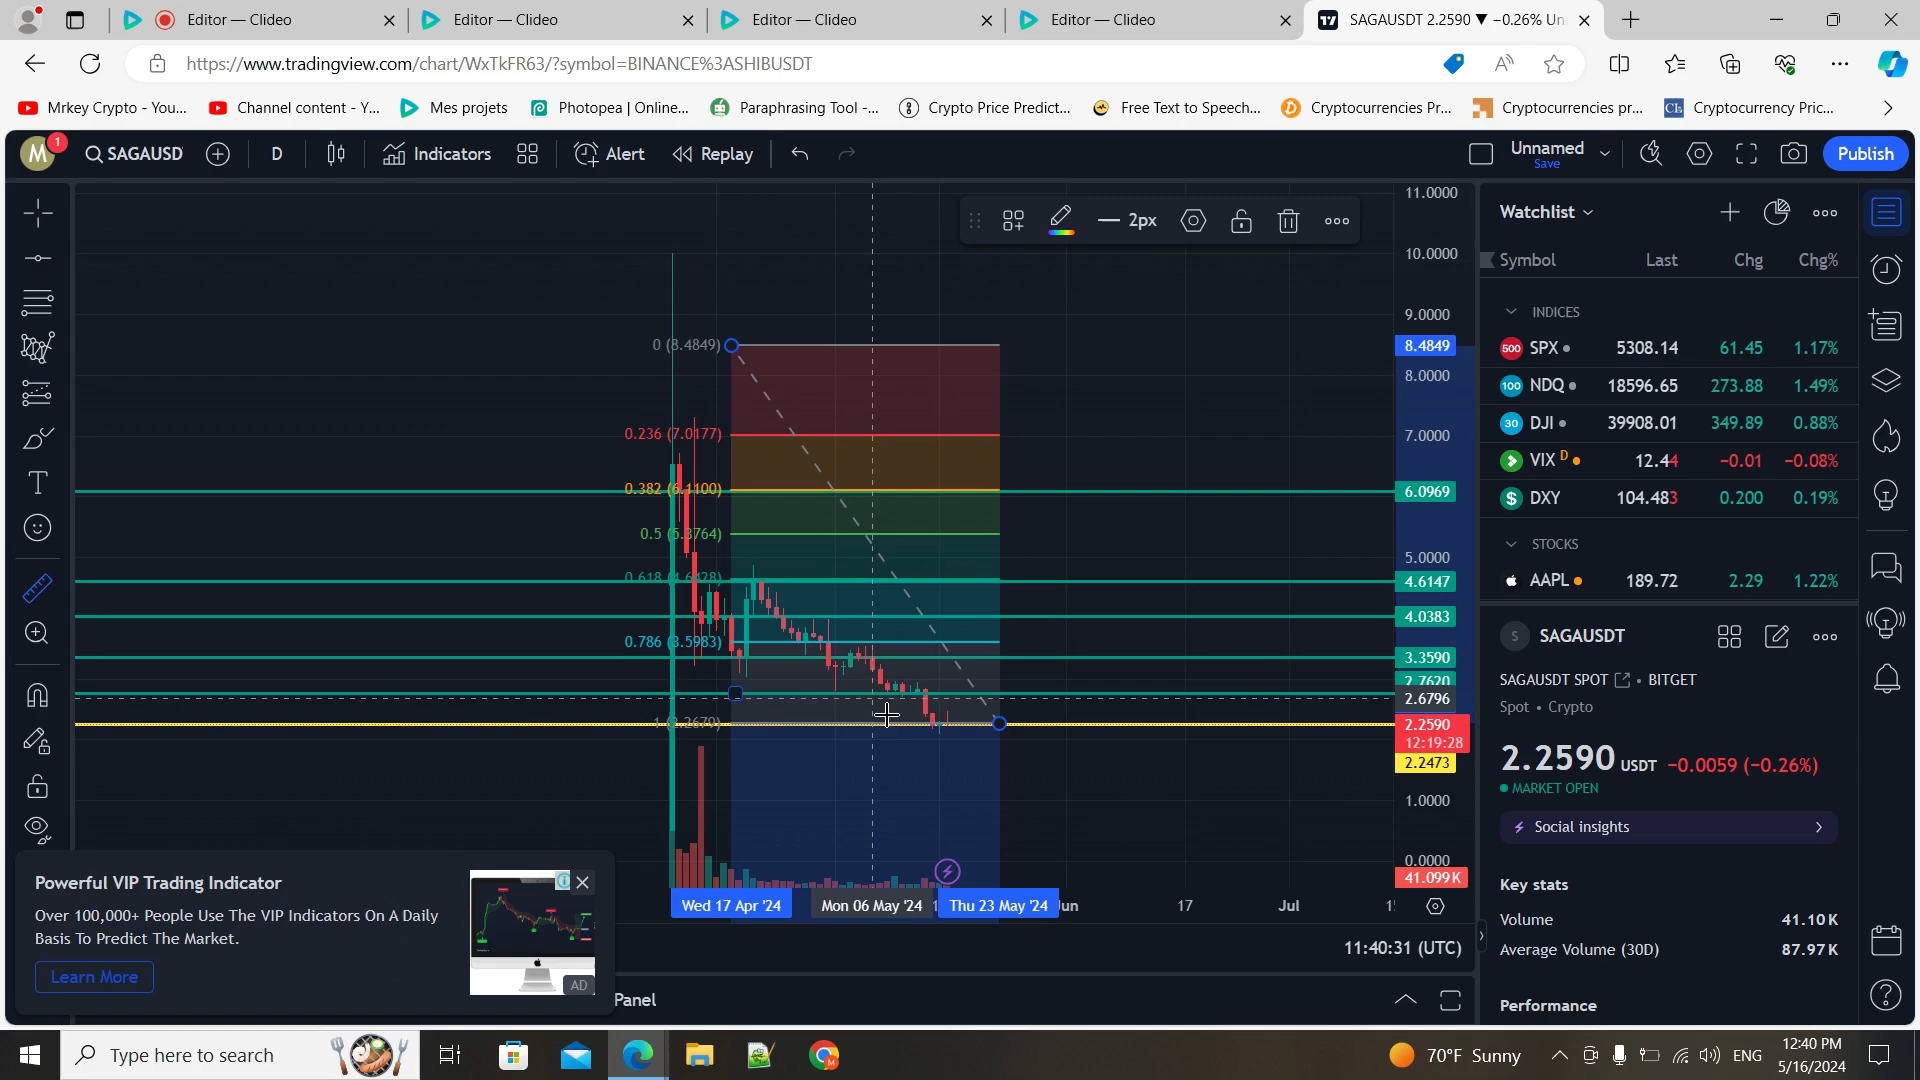 Editor — Clideo
Editor — Clideo
Editor — Clideo
Editor — Clideo
SAGAUSDT 2.2590 ▼ −0.26% Un
https://www.tradingview.com/chart/WxTkFR63/?symbol=BINANCE%3ASHIBUSDT
Mrkey Crypto - You...
Channel content - Y...
Mes projets
Photopea | Online...
Paraphrasing Tool -...
Crypto Price Predict...
Free Text to Speech...
Cryptocurrencies Pr...
Cryptocurrencies pr...
Cryptocurrency Pric...
M 1
SAGAUSD
D
Indicators
Alert
Replay
Unnamed
Save
Publish
2px
11.0000
10.0000
9.0000
8.4849
8.0000
7.0000
6.0969
5.0000
4.6147
4.0383
3.3590
2.7620
2.6796
2.2590
12:19:28
2.2473
1.0000
0.0000
41.099K
0 (8.4849)
0.236 (7.0177)
0.382 (6.1100)
0.5 (5.3764)
0.618 (4.6428)
0.786 (3.5983)
1 (2.2679)
Wed 17 Apr '24
Mon 06 May '24
Thu 23 May '24
Jun
17
Jul
11:40:31 (UTC)
Panel
Watchlist
Symbol Last Chg Chg%
INDICES
500 SPX 5308.14 61.45 1.17%
100 NDQ 18596.65 273.88 1.49%
30 DJI 39908.01 349.89 0.88%
VIX D 12.44 −0.01 −0.08%
$ DXY 104.483 0.200 0.19%
STOCKS
AAPL 189.72 2.29 1.22%
S SAGAUSDT
SAGAUSDT SPOT • BITGET
Spot • Crypto
2.2590 USDT −0.0059 (−0.26%)
MARKET OPEN
Social insights
Key stats
Volume 41.10K
Average Volume (30D) 87.97K
Performance
Powerful VIP Trading Indicator
Over 100,000+ People Use The VIP Indicators On A Daily
Basis To Predict The Market.
Learn More
AD
Type here to search
70°F Sunny
ENG
12:40 PM
5/16/2024